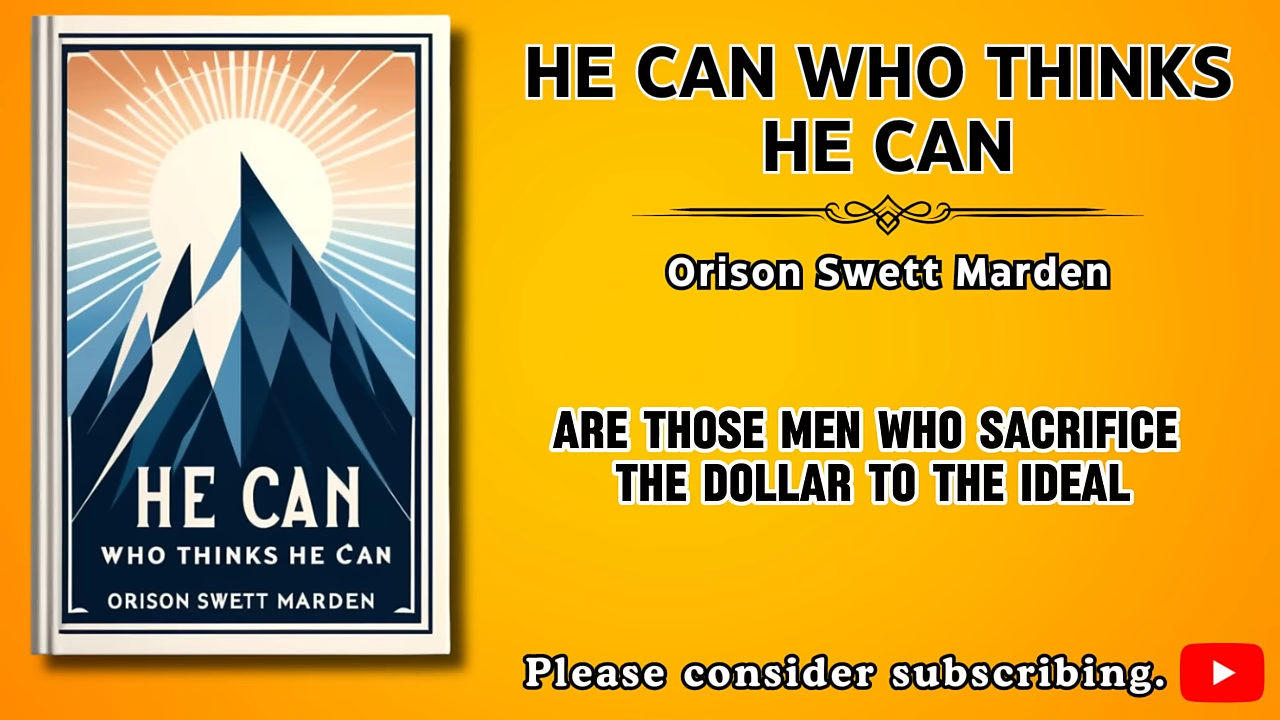 HE CAN
WHO THINKS HE CAN
ORISON SWETT MARDEN
HE CAN WHO THINKS
HE CAN
Orison Swett Marden
ARE THOSE MEN WHO SACRIFICE
THE DOLLAR TO THE IDEAL
Please consider subscribing.